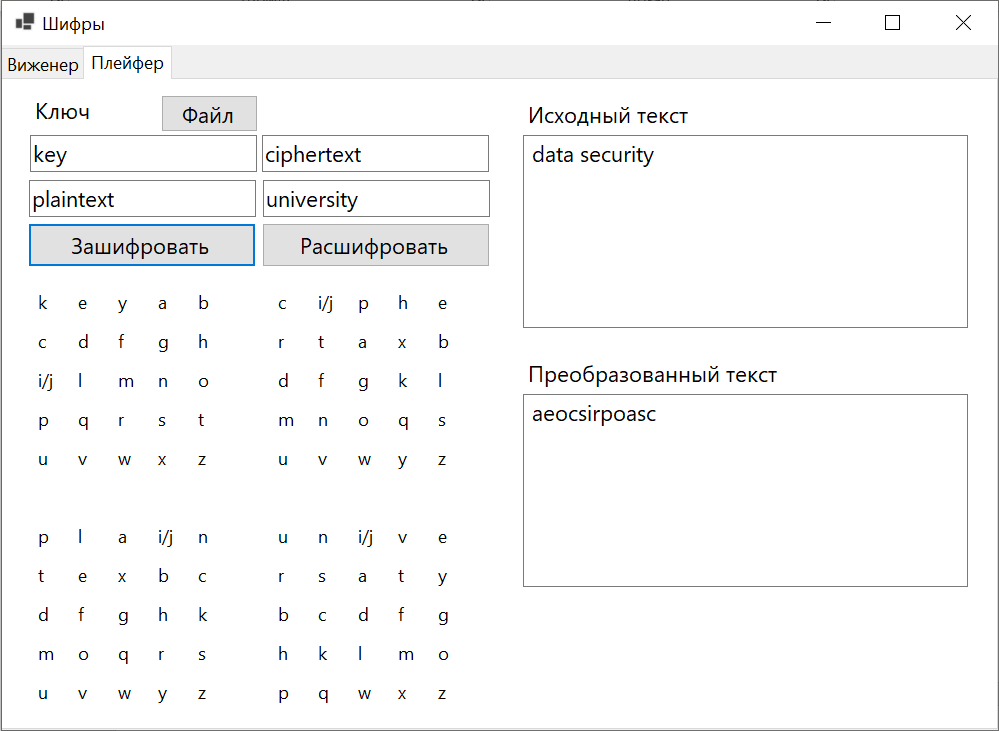 Шифры
Виженер Плейфер
Ключ Файл
key ciphertext
plaintext university
Зашифровать Расшифровать
k e y a b c i/j p h e
c d f g h r t a x b
i/j l m n o d f g k l
p q r s t m n o q s
u v w x z u v w y z
p l a i/j n u n i/j v e
t e x b c r s a t y
d f g h k b c d f g
m o q r s h k l m o
u v w y z p q w x z
Исходный текст
data security
Преобразованный текст
aeocsirpoasc